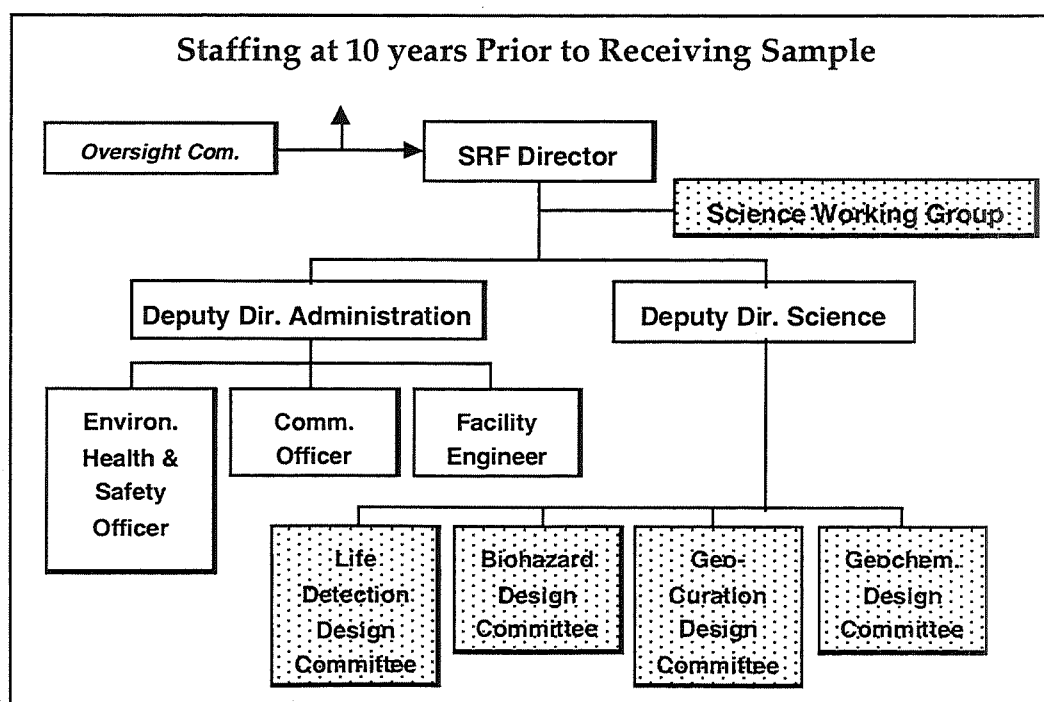 Staffing at 10 years Prior to Receiving Sample
Oversight Com.
SRF Director
Science Working Group
Deputy Dir. Administration
Deputy Dir. Science
Environ.
Health &
Safety
Officer
Comm.
Officer
Facility
Engineer
Life
Detection
Design
Committee
Biohazard
Design
Committee
Geo-
Curation
Design
Committee
Geochem.
Design
Committee